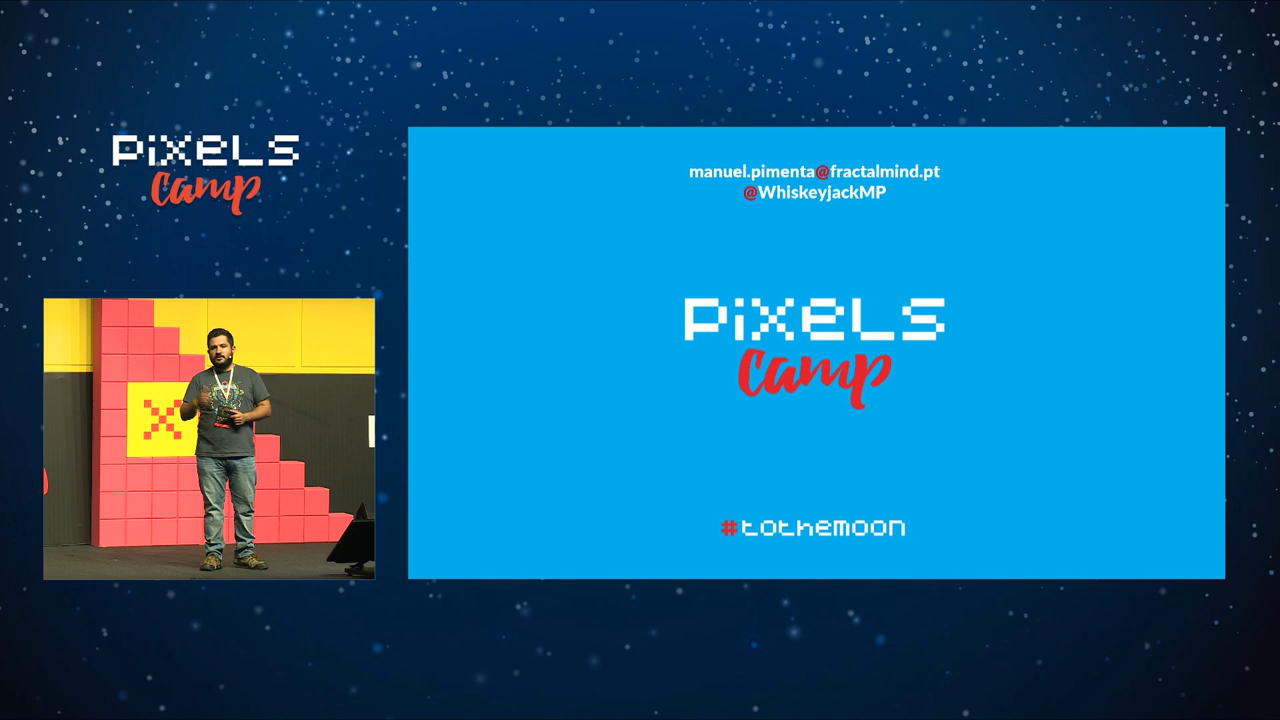 pixels
camp
manuel.pimenta@fractalmind.pt
@WhiskeyjackMP
pixels
camp
#tothemoon